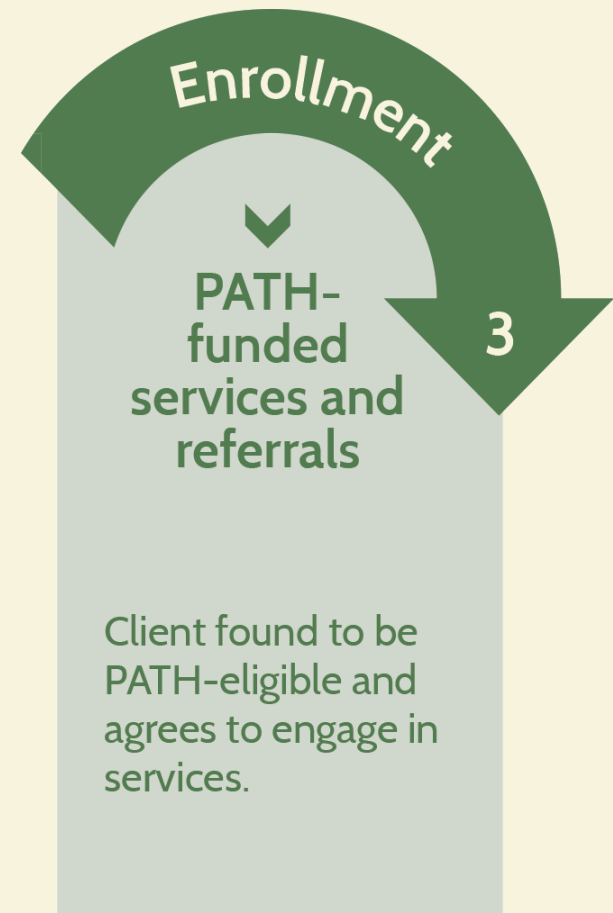 Enrollment
3
PATH-
funded
services and
referrals
Client found to be
PATH-eligible and
agrees to engage in
services.